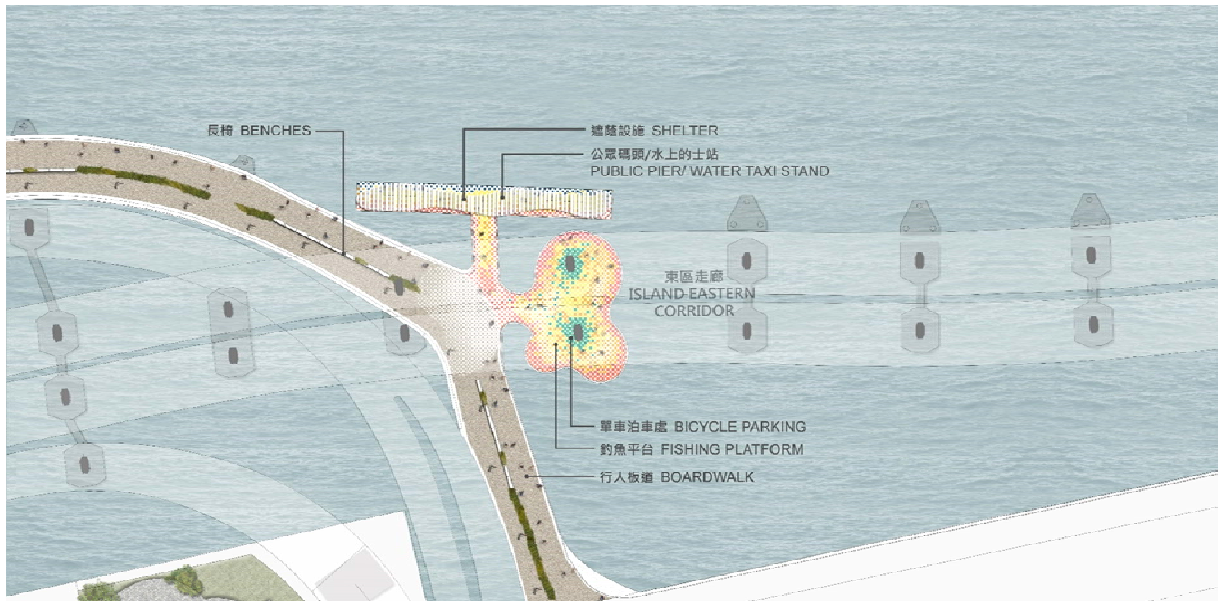 長椅 BENCHES
遮蔭設施 SHELTER
公眾碼頭/水上的士站
PUBLIC PIER/ WATER TAXI STAND
東區走廊
ISLAND EASTERN
CORRIDOR
單車泊車處 BICYCLE PARKING
釣魚平台 FISHING PLATFORM
行人板道 BOARDWALK